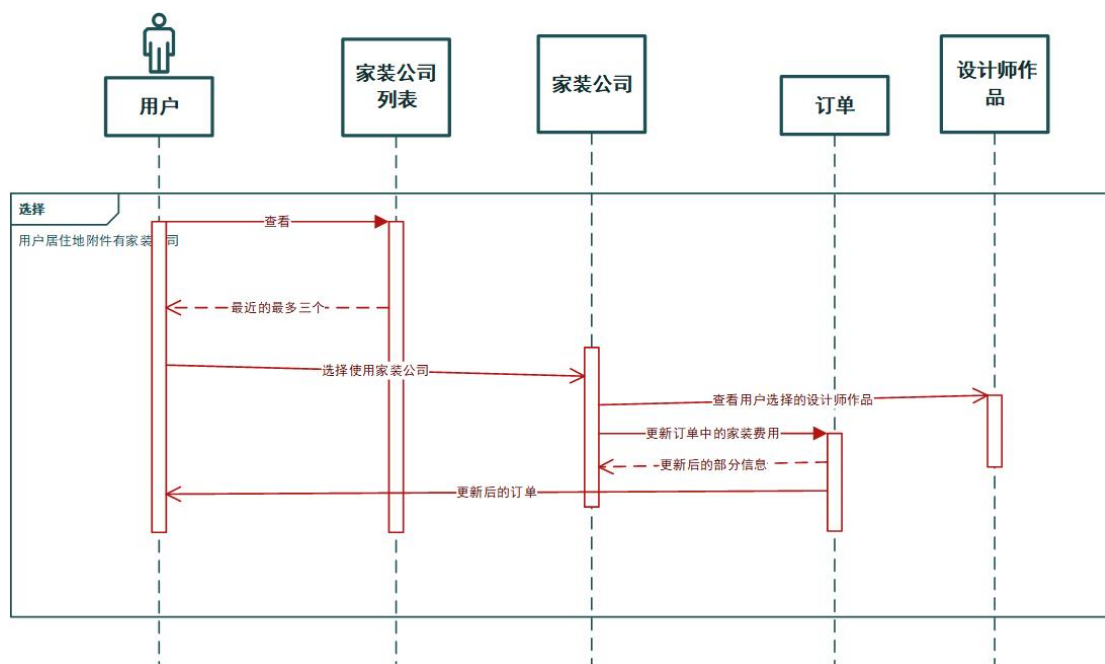 用户
家装公司
列表
家装公司
订单
设计师作
品
选择
查看
用户居住地附件有家装 司
最近的最多三个
选择使用家装公司
查看用户选择的设计师作品
更新订单中的家装费用
更新后的部分信息
更新后的订单